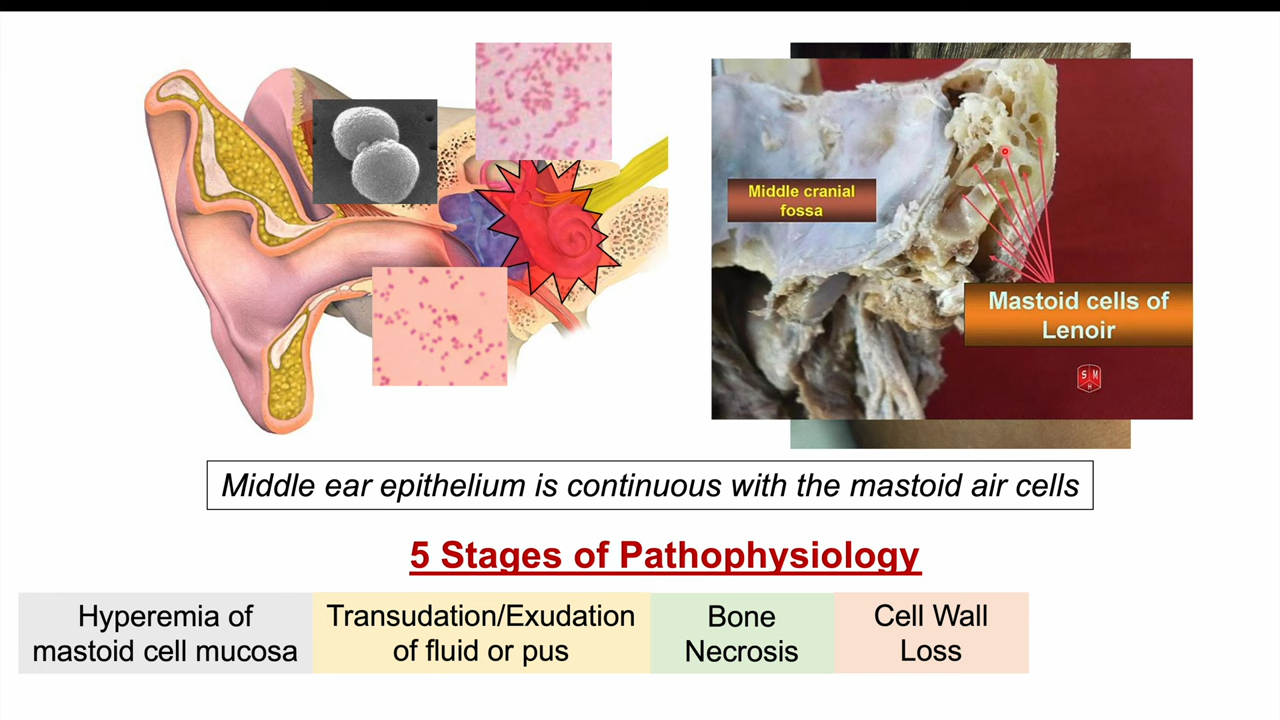 Middle cranial
fossa
Mastoid cells of
Lenoir
S M
H
Middle ear epithelium is continuous with the mastoid air cells
5 Stages of Pathophysiology
Hyperemia of
mastoid cell mucosa
Transudation/Exudation
of fluid or pus
Bone
Necrosis
Cell Wall
Loss